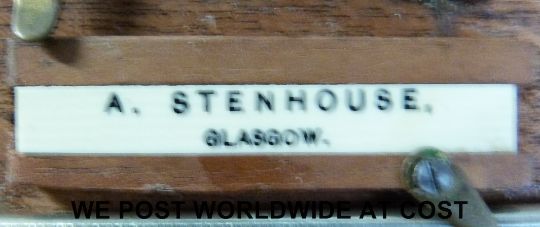 A. STENHOUSE.
GLASGOW.
WE POST WORLDWIDE AT COST